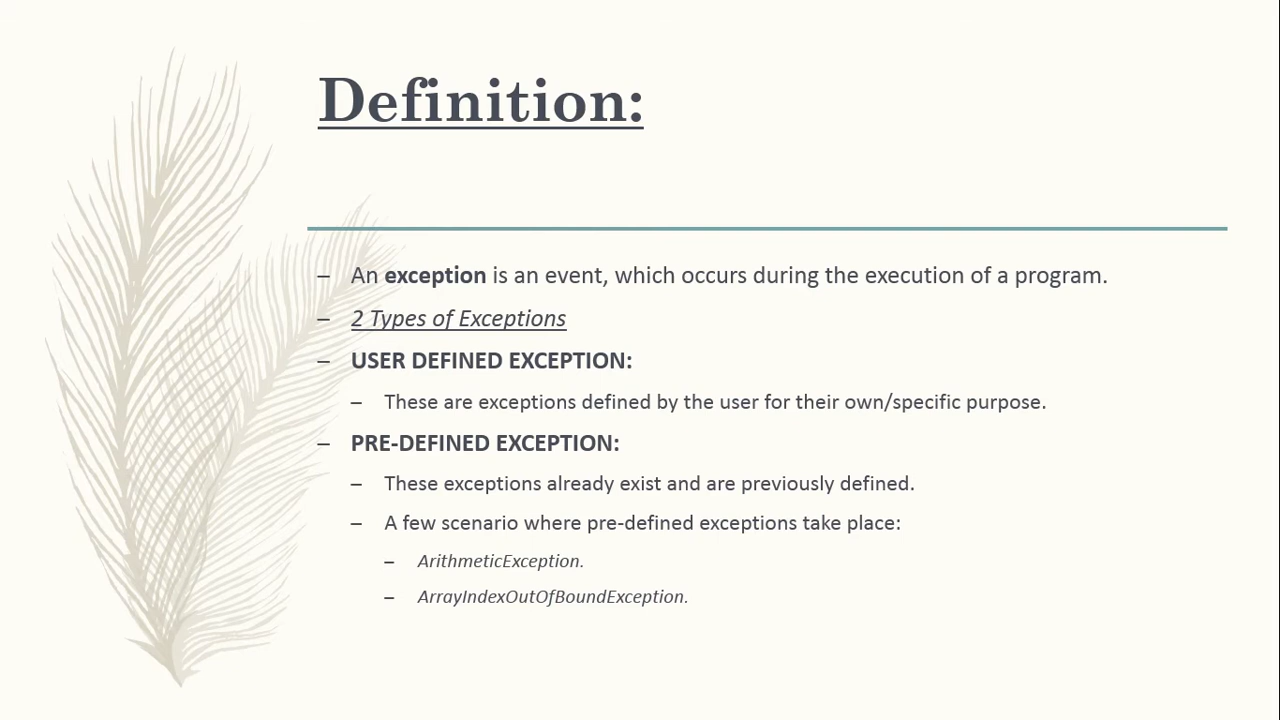 Definition:
– An exception is an event, which occurs during the execution of a program.
– 2 Types of Exceptions
– USER DEFINED EXCEPTION:
– These are exceptions defined by the user for their own/specific purpose.
– PRE-DEFINED EXCEPTION:
– These exceptions already exist and are previously defined.
– A few scenario where pre-defined exceptions take place:
– ArithmeticException.
– ArrayIndexOutOfBoundException.